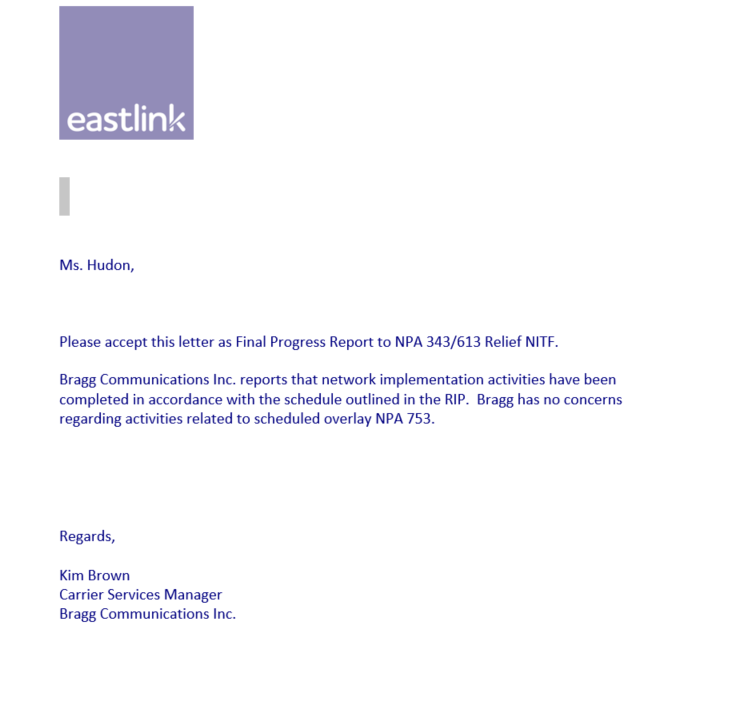 eastlink
Ms. Hudon,
Please accept this letter as Final Progress Report to NPA 343/613 Relief NITF.
Bragg Communications Inc. reports that network implementation activities have been
completed in accordance with the schedule outlined in the RIP.  Bragg has no concerns
regarding activities related to scheduled overlay NPA 753.
Regards,
Kim Brown
Carrier Services Manager
Bragg Communications Inc.